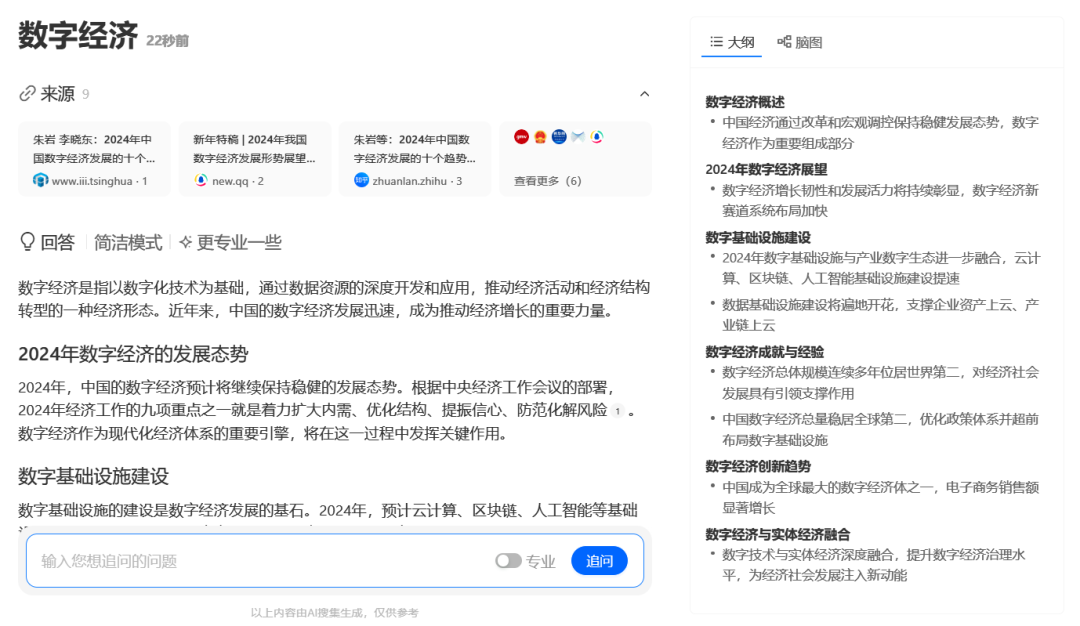 数字经济 22秒前
来源 9
朱岩 李晓东：2024年中
国数字经济发展的十个...
www.iii.tsinghua · 1
新年特稿 | 2024年我国
数字经济发展形势展望...
new.qq · 2
朱岩等：2024年中国数
字经济发展的十个趋势...
知乎 zhuanlan.zhihu · 3
查看更多（6）
回答 简洁模式 更专业一些
数字经济是指以数字化技术为基础，通过数据资源的深度开发和应用，推动经济活动和经济结构
转型的一种经济形态。近年来，中国的数字经济发展迅速，成为推动经济增长的重要力量。
2024年数字经济的发展态势
2024年，中国的数字经济预计将继续保持稳健的发展态势。根据中央经济工作会议的部署，
2024年经济工作的九项重点之一就是着力扩大内需、优化结构、提振信心、防范化解风险 1 。
数字经济作为现代化经济体系的重要引擎，将在这一过程中发挥关键作用。
数字基础设施建设
数字基础设施的建设是数字经济发展的基石。2024年，预计云计算、区块链、人工智能等基础
输入您想追问的问题 专业 追问
以上内容由AI搜集生成，仅供参考
大纲 脑图
数字经济概述
• 中国经济通过改革和宏观调控保持稳健发展态势，数字
经济作为重要组成部分
2024年数字经济展望
• 数字经济增长韧性和发展活力将持续彰显，数字经济新
赛道系统布局加快
数字基础设施建设
• 2024年数字基础设施与产业数字生态进一步融合，云计
算、区块链、人工智能基础设施建设提速
• 数据基础设施建设将遍地开花，支撑企业资产上云、产
业链上云
数字经济成就与经验
• 数字经济总体规模连续多年位居世界第二，对经济社会
发展具有引领支撑作用
• 中国数字经济总量稳居全球第二，优化政策体系并超前
布局数字基础设施
数字经济创新趋势
• 中国成为全球最大的数字经济体之一，电子商务销售额
显著增长
数字经济与实体经济融合
• 数字技术与实体经济深度融合，提升数字经济治理水
平，为经济社会发展注入新动能